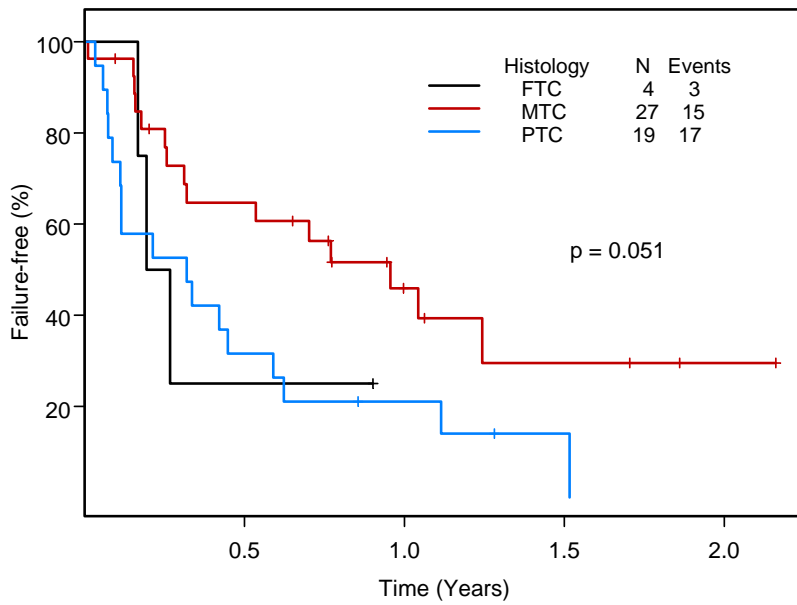 Histology N Events
FTC 4 3
MTC 27 15
PTC 19 17
p = 0.051
100
80
60
40
20
Failure-free (%)
0.5 1.0 1.5 2.0
Time (Years)